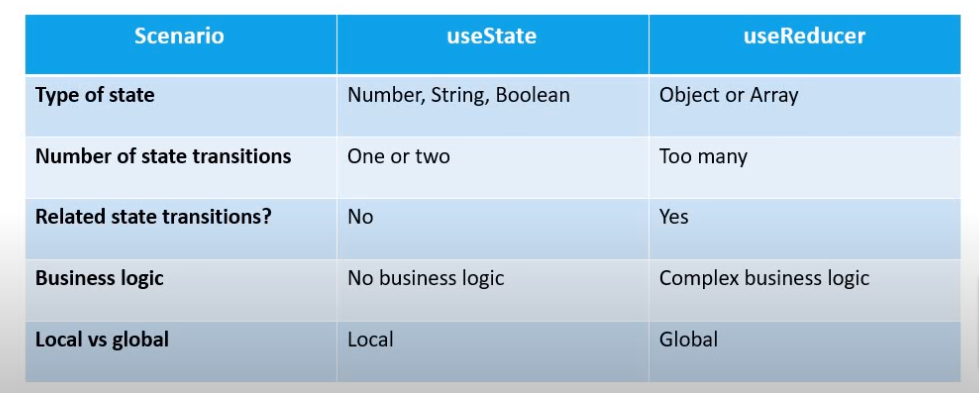 Scenario useState useReducer
Type of state Number, String, Boolean Object or Array
Number of state transitions One or two Too many
Related state transitions? No Yes
Business logic No business logic Complex business logic
Local vs global Local Global